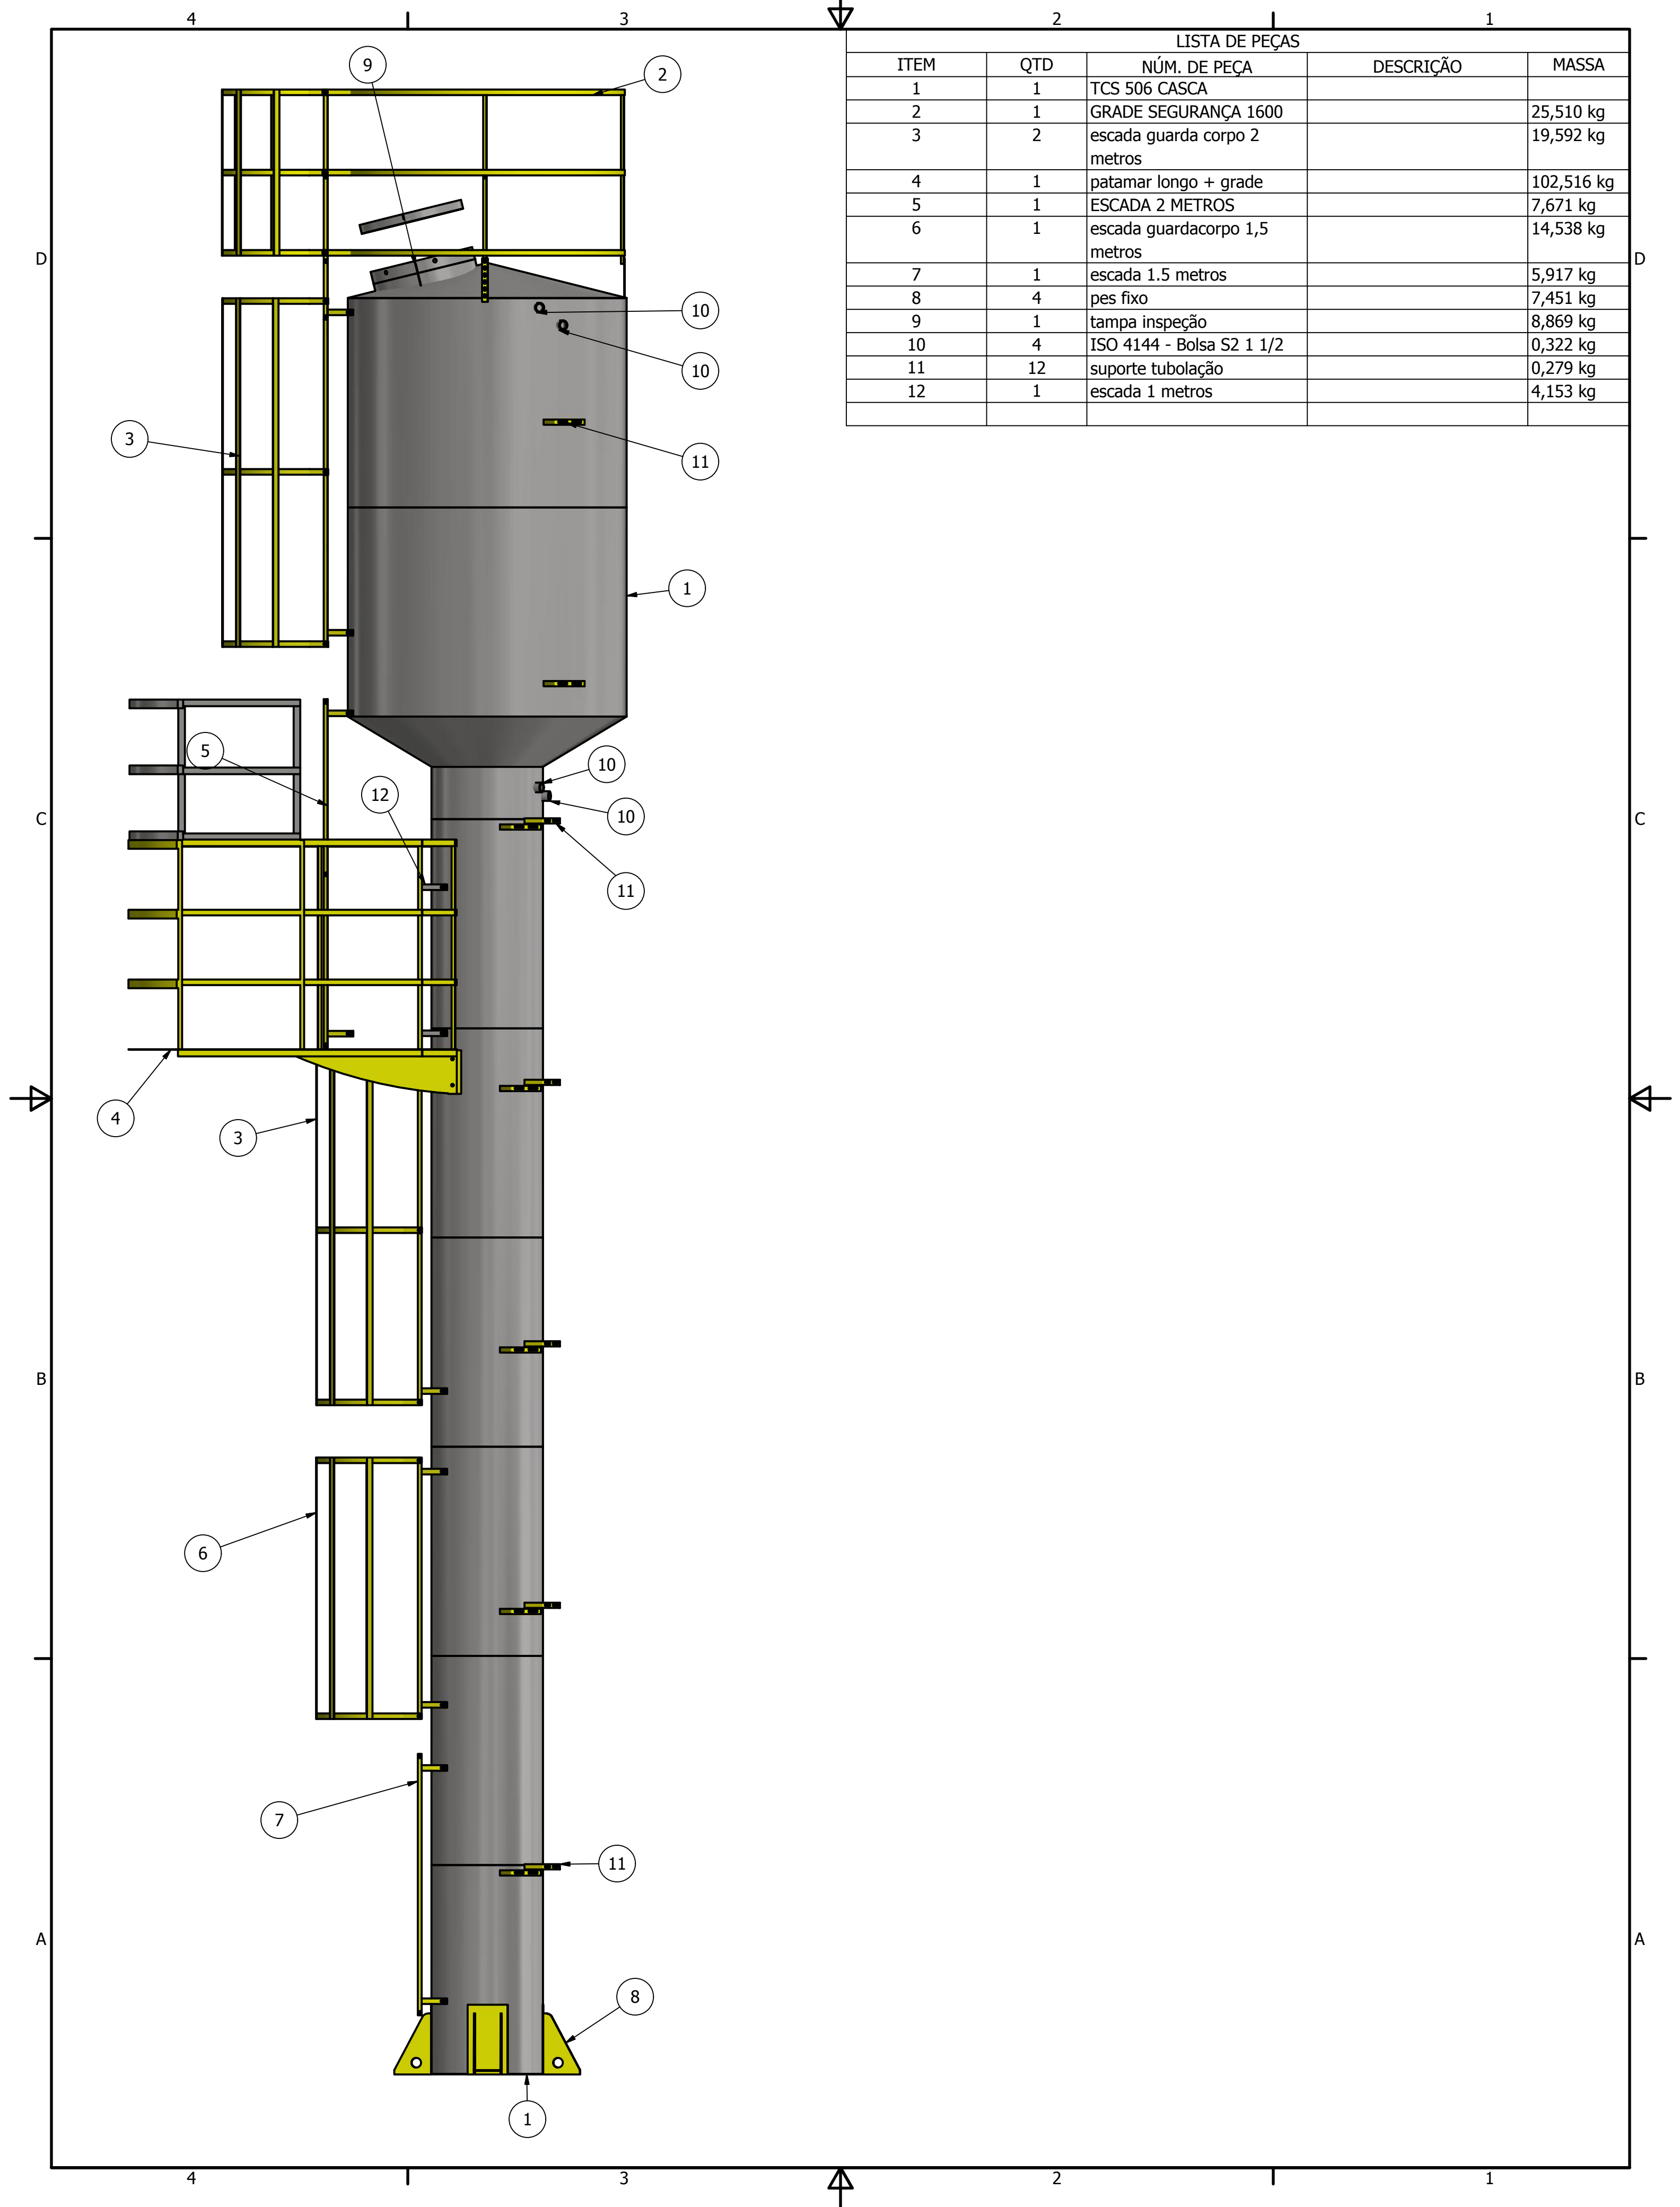 4 3 2 1
LISTA DE PEÇAS
ITEM QTD NÚM. DE PEÇA DESCRIÇÃO MASSA
1 1 TCS 506 CASCA
2 1 GRADE SEGURANÇA 1600 25,510 kg
3 2 escada guarda corpo 2 19,592 kg
metros
4 1 patamar longo + grade 102,516 kg
5 1 ESCADA 2 METROS 7,671 kg
6 1 escada guardacorpo 1,5 14,538 kg
metros
7 1 escada 1.5 metros 5,917 kg
8 4 pes fixo 7,451 kg
9 1 tampa inspeção 8,869 kg
10 4 ISO 4144 - Bolsa S2 1 1/2 0,322 kg
11 12 suporte tubolação 0,279 kg
12 1 escada 1 metros 4,153 kg
9
2
D D
10
10
3
11
1
5
10
12
10
C C
11
4
3
B B
6
7
11
A A
8
1
4 3 2 1